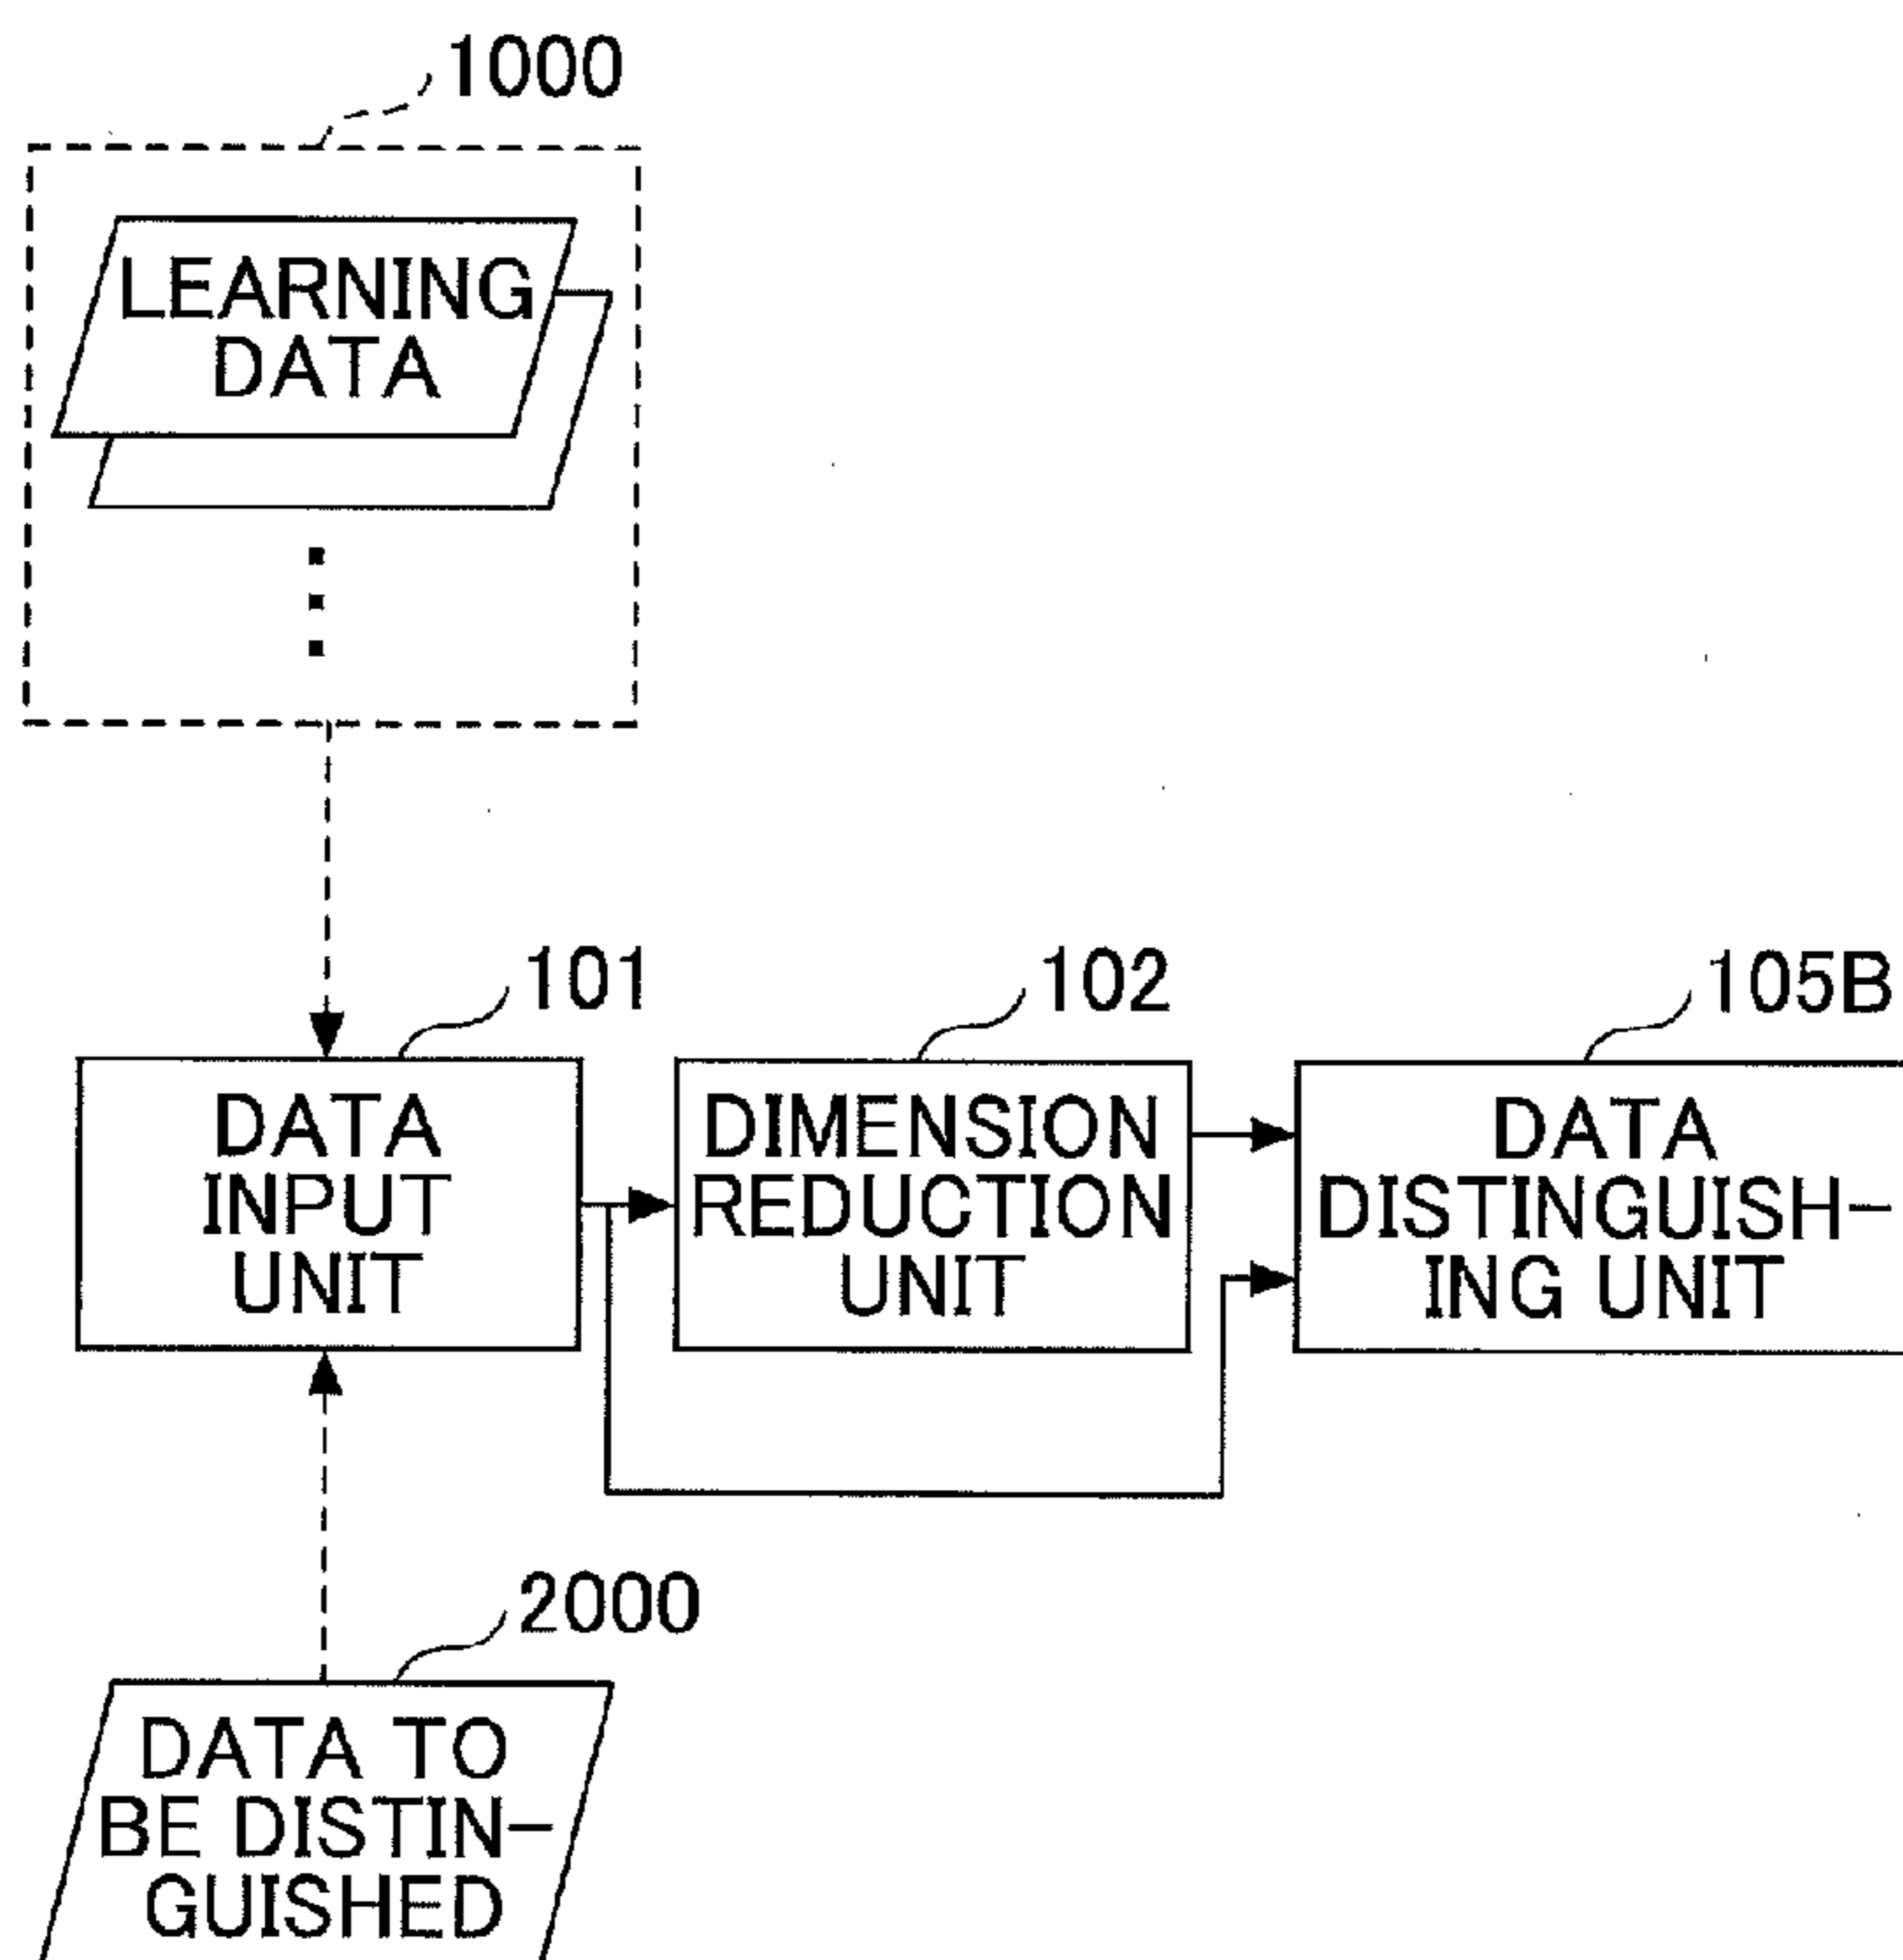 1000
LEARNING
DATA
101
102
105B
DATA
INPUT
UNIT
DIMENSION
REDUCTION
UNIT
DATA
DISTINGUISH-
ING UNIT
2000
DATA TO
BE DISTIN-
GUISHED